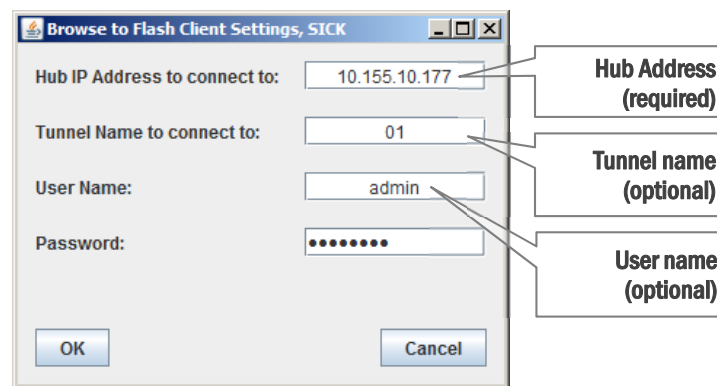 Browse to Flash Client Settings, SICK
Hub IP Address to connect to: 10.155.10.177
Tunnel Name to connect to: 01
User Name: admin
Password: ••••••••
OK Cancel
Hub Address
(required)
Tunnel name
(optional)
User name
(optional)